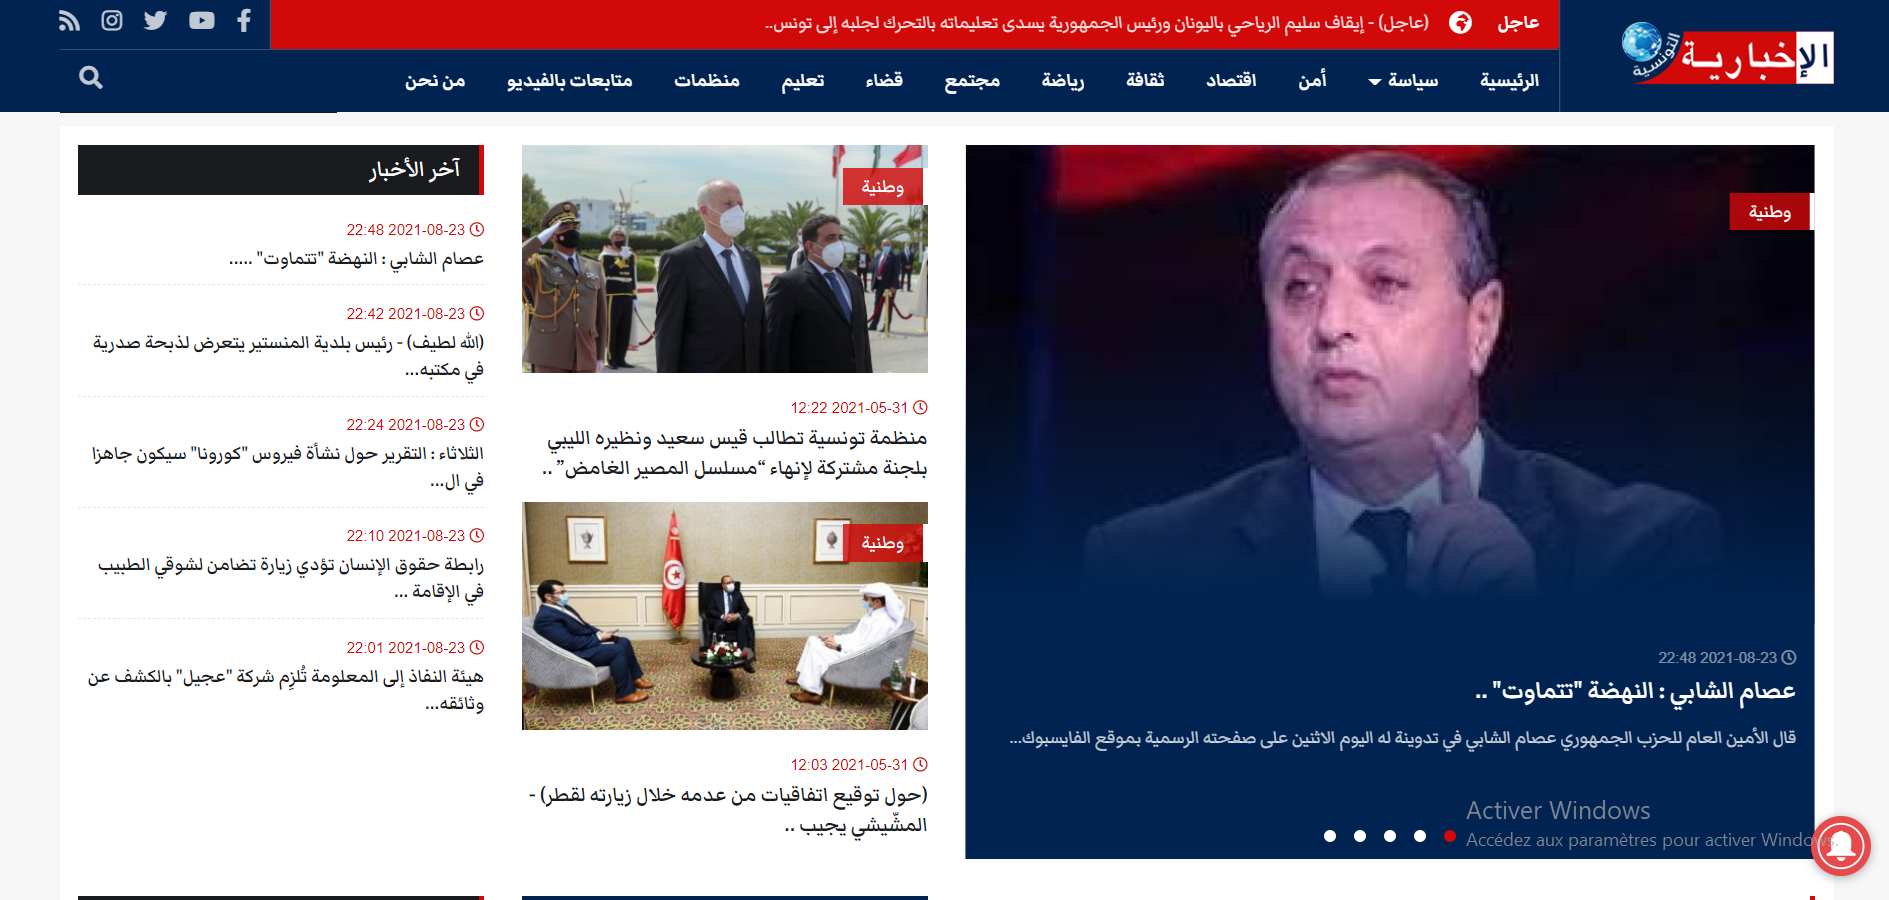 الإخبارية
التونسية
عاجل
(عاجل) - إيقاف سليم الرياحي باليونان ورئيس الجمهورية يسدى تعليماته بالتحرك لجلبه إلى تونس..
الرئيسية سياسة أمن اقتصاد ثقافة رياضة مجتمع قضاء تعليم منظمات متابعات بالفيديو من نحن
وطنية
22:48 2021-08-23
عصام الشابي : النهضة "تتماوت" ..
قال الأمين العام للحزب الجمهوري عصام الشابي في تدوينة له اليوم الاثنين على صفحته الرسمية بموقع الفايسبوك...
وطنية
12:22 2021-05-31
منظمة تونسية تطالب قيس سعيد ونظيره الليبي
بلجنة مشتركة لإنهاء “مسلسل المصير الغامض” ..
وطنية
12:03 2021-05-31
(حول توقيع اتفاقيات من عدمه خلال زيارته لقطر) -
المشّيشي يجيب ..
آخر الأخبار
22:48 2021-08-23
عصام الشابي : النهضة "تتماوت" .....
22:42 2021-08-23
(الله لطيف) - رئيس بلدية المنستير يتعرض لذبحة صدرية
في مكتبه...
22:24 2021-08-23
الثلاثاء : التقرير حول نشأة فيروس "كورونا" سيكون جاهزا
في ال...
22:10 2021-08-23
رابطة حقوق الإنسان تؤدي زيارة تضامن لشوقي الطبيب
في الإقامة ...
22:01 2021-08-23
هيئة النفاذ إلى المعلومة تُلزِم شركة "عجيل" بالكشف عن
وثائقه...
Activer Windows
Accédez aux paramètres pour activer Windows.